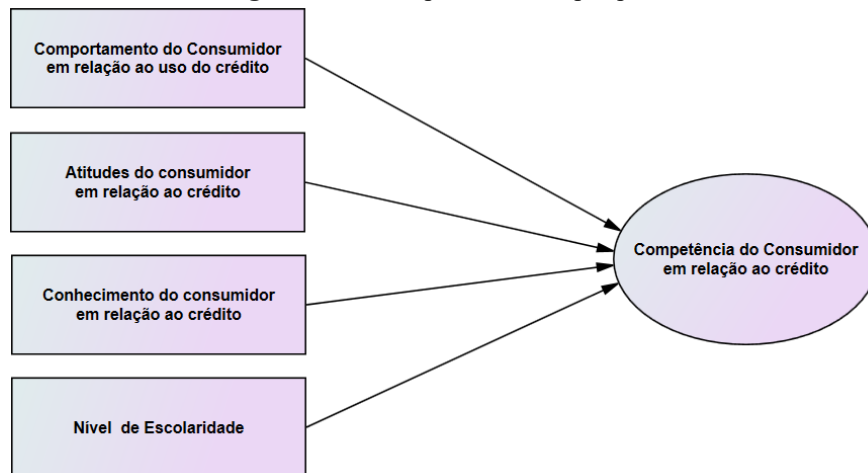 Comportamento do Consumidor
em relação ao uso do crédito
Atitudes do consumidor
em relação ao crédito
Competência do Consumidor
em relação ao crédito
Conhecimento do consumidor
em relação ao crédito
Nível de Escolaridade